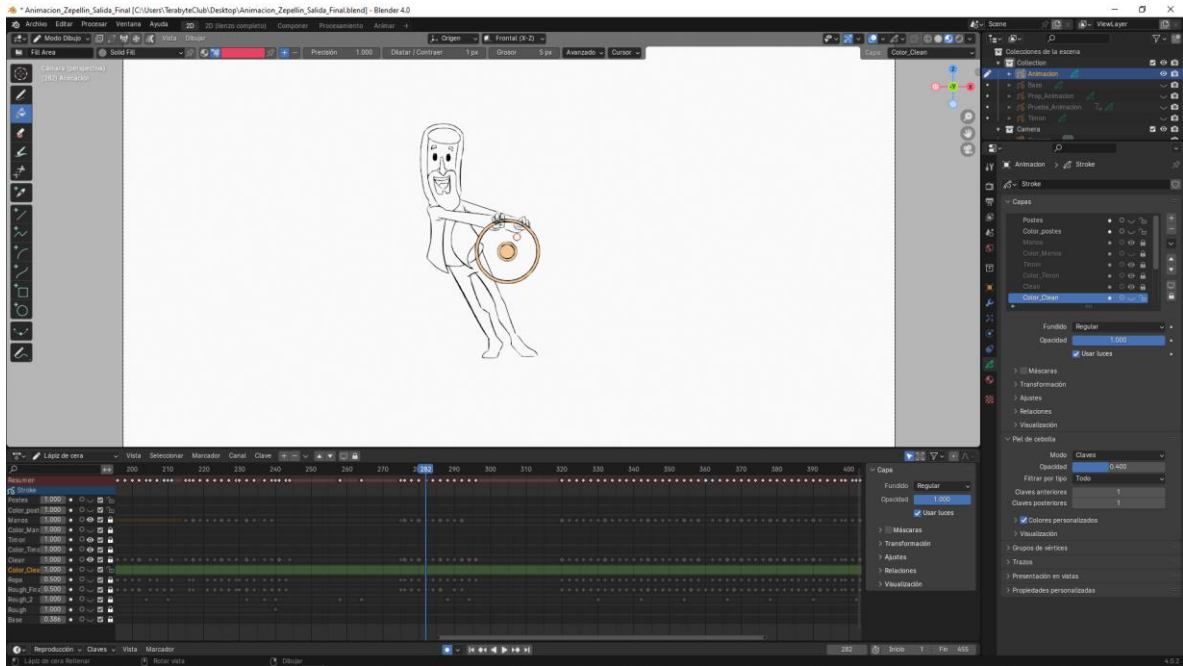 * Animacion_Zepellin_Salida_Final [C:\Users\TerabyteClub\Desktop\Animacion_Zepellin_Salida_Final.blend] - Blender 4.0
Archivo Editar Procesar Ventana Ayuda 2D 2D (lienzo completo) Componer Procesamiento Animar + Scene ViewLayer
Modo Dibujo Vista Dibujar Origen Frontal (X-Z)
Fill Area Solid Fill Precisión 1.000 Dilatar / Contraer 1 px Grosor 5 px Avanzado Cursor Capa: Color_Clean
Cámara (perspectiva)
(282) Animacion
Colecciones de la escena
Collection
Animacion
Base
Prop_Animacion
Prueba_Animacion
Timon
Camera
Animacion > Stroke
Stroke
Capas
Postes
Color_postes
Manos
Color_Manos
Timon
Color_Timon
Clean
Color_Clean
Fundido Regular
Opacidad 1.000
Usar luces
Máscaras
Transformación
Ajustes
Relaciones
Visualización
Piel de cebolla
Modo Claves
Opacidad 0.400
Filtrar por tipo Todo
Claves anteriores 1
Claves posteriores 1
Colores personalizados
Visualización
Grupos de vértices
Trazos
Presentación en vistas
Propiedades personalizadas
Lápiz de cera Vista Seleccionar Marcador Canal Clave
200 210 220 230 240 250 260 270 282 290 300 310 320 330 340 350 360 370 380 390 400
Resumen
Stroke
Postes 1.000
Color_post 1.000
Manos 1.000
Color_Man 1.000
Timon 1.000
Color_Timo 1.000
Clean 1.000
Color_Clea 1.000
Ropa 0.500
Rough_Fina 0.500
Rough_2 1.000
Rough 1.000
Base 0.386
Capa
Fundido Regular
Opacidad 1.000
Usar luces
Máscaras
Transformación
Ajustes
Relaciones
Visualización
Reproducción Claves Vista Marcador 282 Inicio 1 Fin 455
Lápiz de cera Rellenar Rotar vista Dibujar 4.0.2